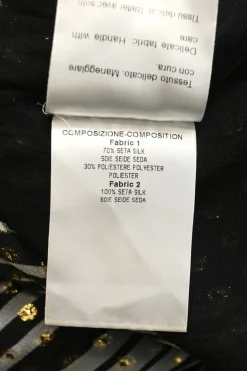 Tissu délicat. Traiter avec soin
care
Delicate fabric. Handle with
con cura.
Tessuto delicato. Maneggiare
COMPOSIZIONE-COMPOSITION
Fabric 1
70% SETA SILK
SOIE SEIDE SEDA
30% POLIESTERE POLYESTER
POLIESTER
Fabric 2
100% SETA SILK
SOIE SEIDE SEDA